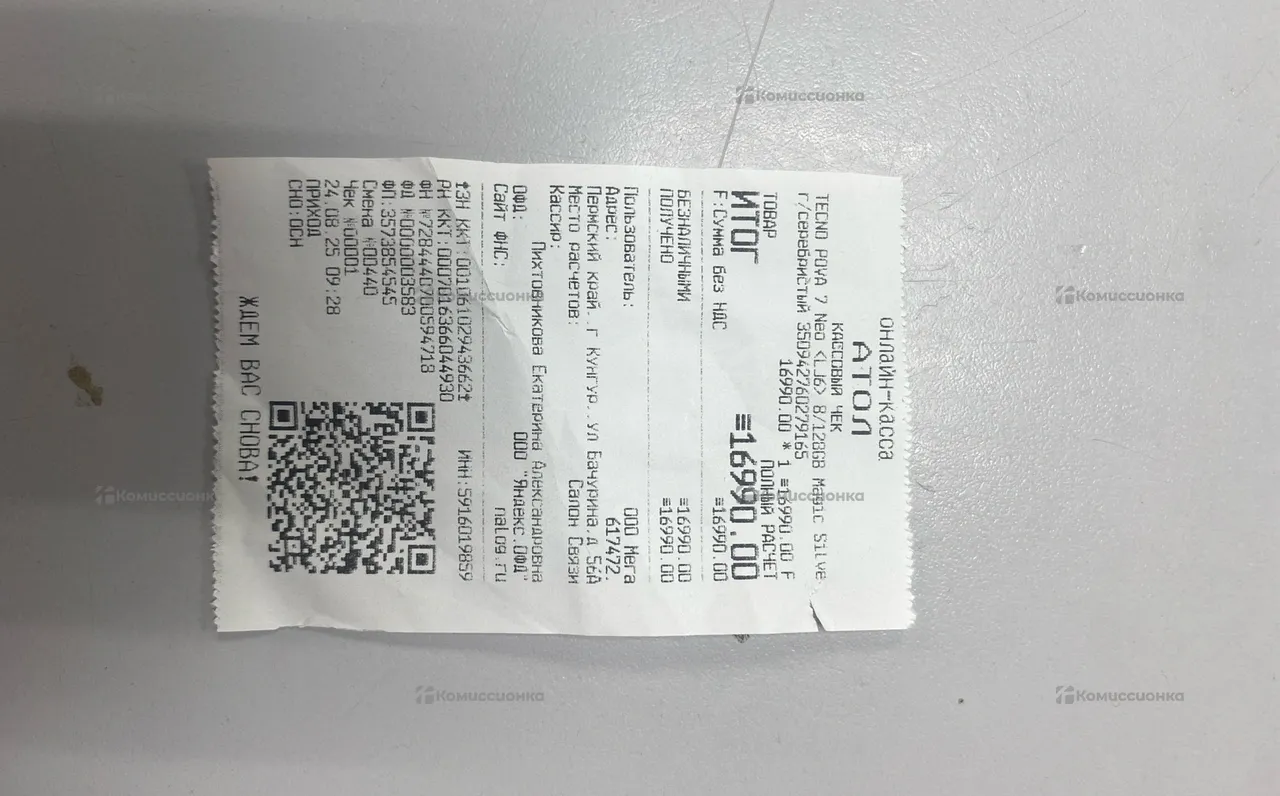 онлайн-касса
АТОЛ
КАССОВЫЙ ЧЕК
TECNO POVA 7 Neo <LJ6> 8/128GB Magic Silve
r/серебристый 350942760279165
16990.00 * 1 ≡16990.00 F
ТОВАР ПОЛНЫЙ РАСЧЕТ
ИТОГ ≡16990.00
F:Сумма без НДС ≡16990.00
БЕЗНАЛИЧНЫМИ ≡16990.00
ПОЛУЧЕНО ≡16990.00
Пользователь: ООО Мега
Адрес: 617472,
Пермский край,.г Кунгур,.ул Бачурина,д 56А
Место расчетов: Салон Связи
Кассир:
Пихтовникова Екатерина Александровна
ОФД: ООО "Яндекс.ОФД"
Сайт ФНС: nalog.ru
ЗН ККТ:00106102943662 ИНН:5916019859
РН ККТ:0007016366044930
ФН №7284440700594718
ФД №0000003583
ФП:3573854545
Смена №00440
Чек №00001
24.08.25 09:28
ПРИХОД
СНО:ОСН
ЖДЕМ ВАС СНОВА!
Комиссионка
Комиссионка
Комиссионка
Комиссионка
Комиссионка
Комиссионка
Комиссионка
Комиссионка